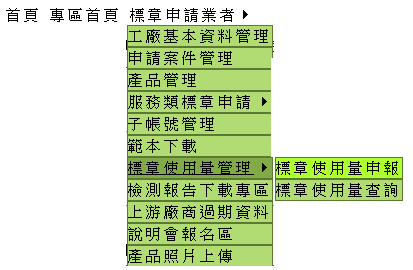 首頁 專區首頁 標章申請業者
工廠基本資料管理
申請案件管理
產品管理
服務類標章申請
子帳號管理
範本下載
標章使用量管理 標章使用量申報
檢測報告下載專區 標章使用量查詢
上游廠商過期資料
說明會報名區
產品照片上傳